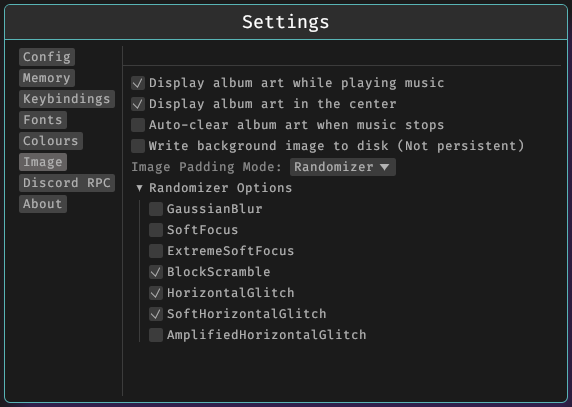 Settings
Config
Memory
Keybindings
Fonts
Colours
Image
Discord RPC
About
Display album art while playing music
Display album art in the center
Auto-clear album art when music stops
Write background image to disk (Not persistent)
Image Padding Mode: Randomizer
Randomizer Options
GaussianBlur
SoftFocus
ExtremeSoftFocus
BlockScramble
HorizontalGlitch
SoftHorizontalGlitch
AmplifiedHorizontalGlitch